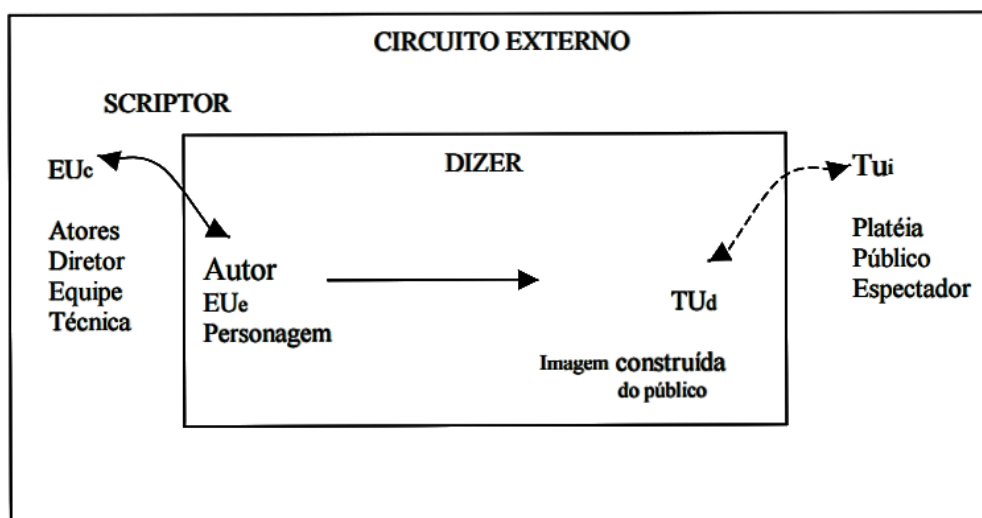 CIRCUITO EXTERNO
SCRIPTOR
EUc
Atores
Diretor
Equipe
Técnica
DIZER
Autor
EUe
Personagem
TUd
Imagem construída
do público
Tui
Platéia
Público
Espectador